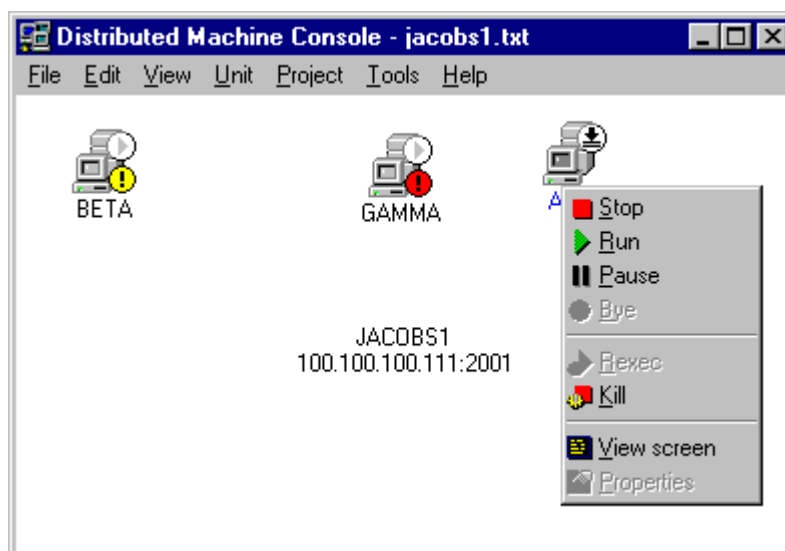 Distributed Machine Console - jacobs1.txt
File Edit View Unit Project Tools Help
BETA
GAMMA
Stop
Run
Pause
Bye
Rexec
Kill
View screen
Properties
JACOBS1
100.100.100.111:2001